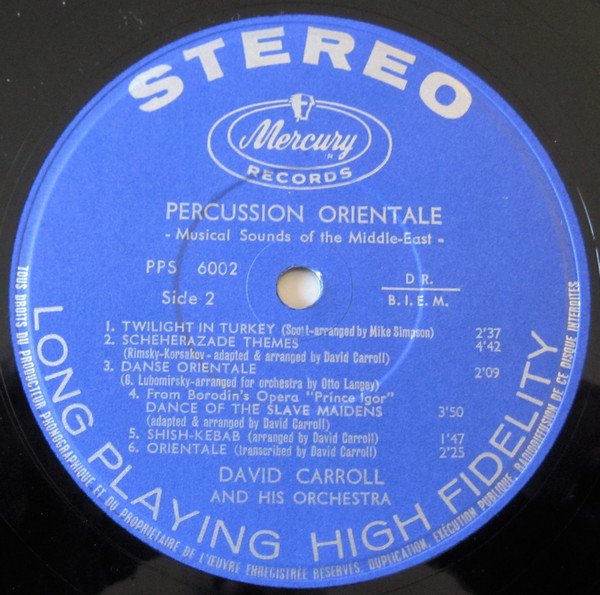 STEREO
Mercury
RECORDS
PERCUSSION ORIENTALE
- Musical Sounds of the Middle-East -
PPS 6002
D R.
Side 2
B. I. E. M.
1. TWILIGHT IN TURKEY (Scott-arranged by Mike Simpson) 2'37
2. SCHEHERAZADE THEMES 4'42
(Rimsky-Korsakov - adapted & arranged by David Carroll)
3. DANSE ORIENTALE 2'09
(G. Lubomirsky-arranged for orchestra by Otto Langey)
4. From Borodin's Opera "Prince Igor"
DANCE OF THE SLAVE MAIDENS 3'50
(adapted & arranged by David Carroll)
5. SHISH-KEBAB (arranged by David Carroll) 1'47
6. ORIENTALE (transcribed by David Carroll) 2'25
DAVID CARROLL
AND HIS ORCHESTRA
LONG PLAYING HIGH FIDELITY
TOUS DROITS DU PRODUCTEUR PHONOGRAPHIQUE ET DU PROPRIÉTAIRE DE L'ŒUVRE ENREGISTRÉE RÉSERVÉS, DUPLICATION, EXÉCUTION PUBLIQUE, RADIODIFFUSION DE CE DISQUE INTERDITES